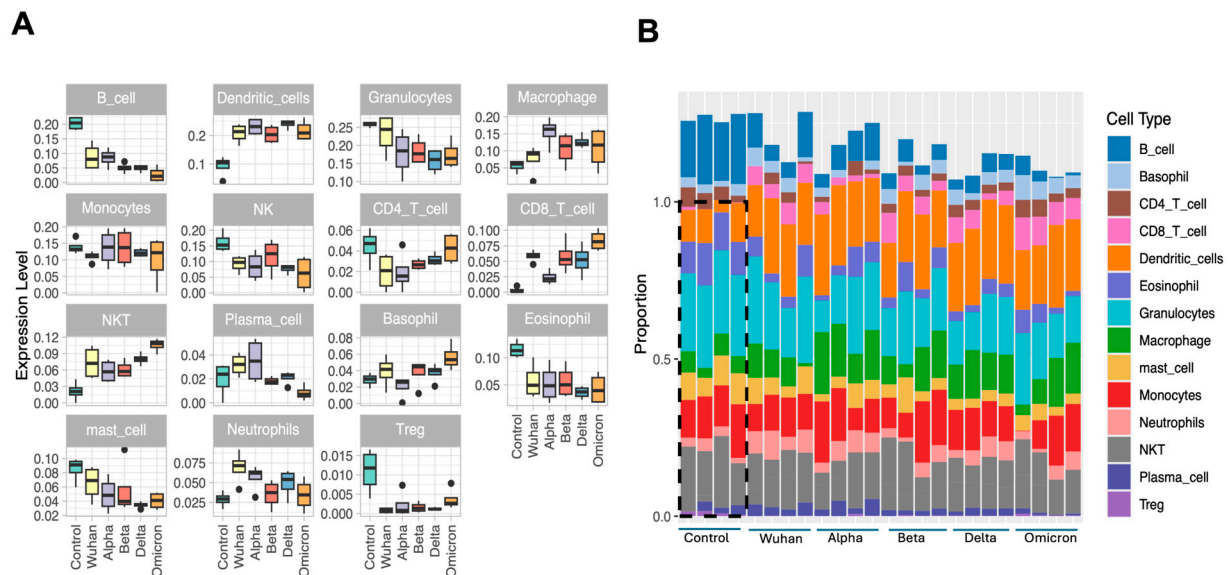 A
B_cell
Dendritic_cells
Granulocytes
Macrophage
0.20
0.15
0.10
0.05
0.00
0.2
0.1
0.25
0.20
0.15
0.10
0.20
0.15
0.10
0.05
0.00
Monocytes
NK
CD4_T_cell
CD8_T_cell
0.20
0.15
0.10
0.05
0.00
0.20
0.15
0.10
0.05
0.00
0.06
0.04
0.02
0.00
0.100
0.075
0.050
0.025
0.000
NKT
Plasma_cell
Basophil
Eosinophil
0.12
0.09
0.06
0.03
0.00
0.04
0.02
0.00
0.08
0.06
0.04
0.02
0.00
0.10
0.05
mast_cell
Neutrophils
Treg
0.10
0.08
0.06
0.04
0.02
0.075
0.050
0.025
0.015
0.010
0.005
0.000
Expression Level
Control
Wuhan
Alpha
Beta
Delta
Omicron
Control
Wuhan
Alpha
Beta
Delta
Omicron
Control
Wuhan
Alpha
Beta
Delta
Omicron
Control
Wuhan
Alpha
Beta
Delta
Omicron
B
Proportion
1.0
0.5
0.0
Control
Wuhan
Alpha
Beta
Delta
Omicron
Cell Type
B_cell
Basophil
CD4_T_cell
CD8_T_cell
Dendritic_cells
Eosinophil
Granulocytes
Macrophage
mast_cell
Monocytes
Neutrophils
NKT
Plasma_cell
Treg